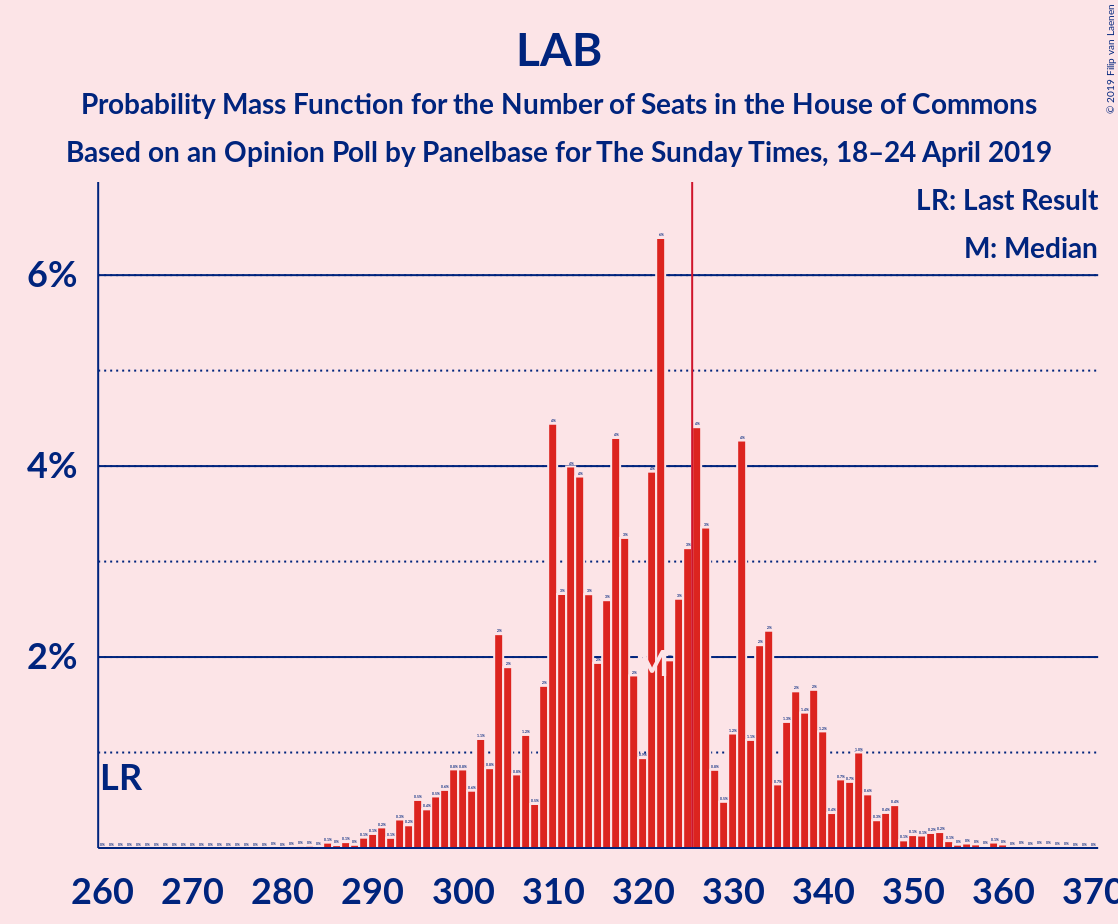 LAB
Probability Mass Function for the Number of Seats in the House of Commons
Based on an Opinion Poll by Panelbase for The Sunday Times, 18–24 April 2019
© 2019 Filip van Laenen
LR: Last Result
M: Median
6%
4%
2%
LR
M
260 270 280 290 300 310 320 330 340 350 360 370